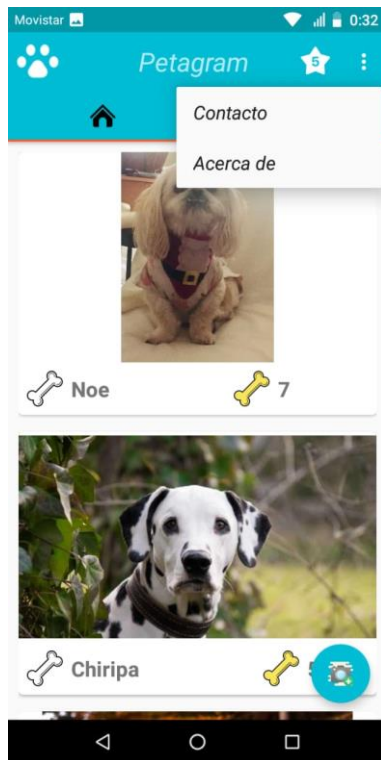 Movistar 0:32
Petagram 5
Contacto
Acerca de
Noe 7
Chiripa